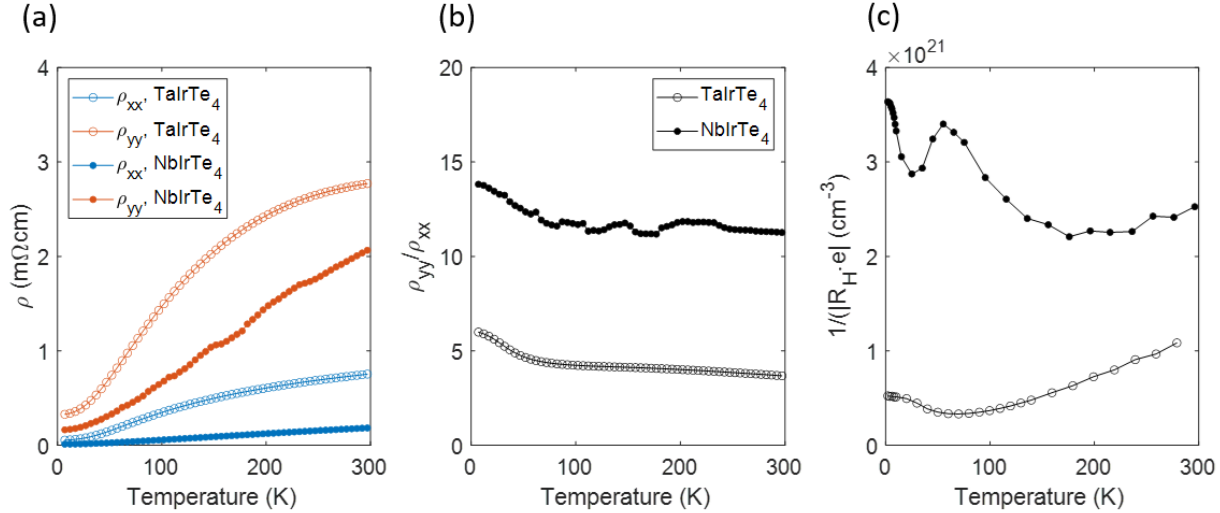 (a)
4
3
2
1
0
ρ (mΩcm)
ρxx, TaIrTe4
ρyy, TaIrTe4
ρxx, NbIrTe4
ρyy, NbIrTe4
0 100 200 300
Temperature (K)
(b)
20
15
10
5
0
ρyy/ρxx
TaIrTe4
NbIrTe4
0 100 200 300
Temperature (K)
(c)
×10^21
4
3
2
1
0
1/(|RH·e| (cm-3)
0 100 200 300
Temperature (K)